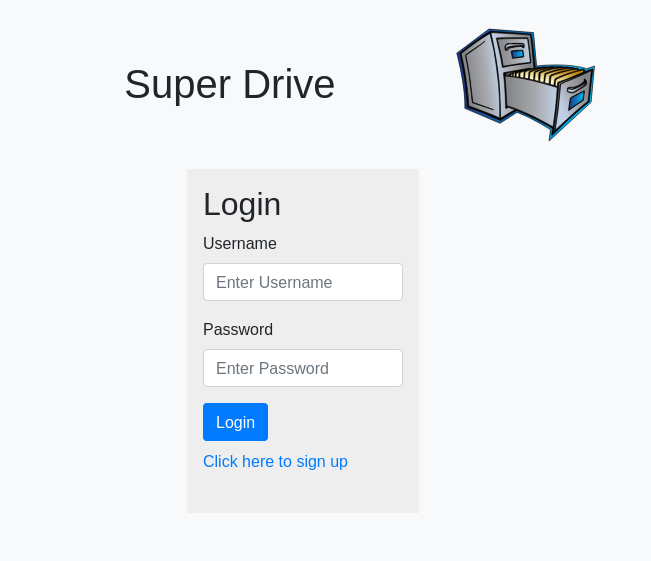 Super Drive
Login
Username
Enter Username
Password
Enter Password
Login
Click here to sign up